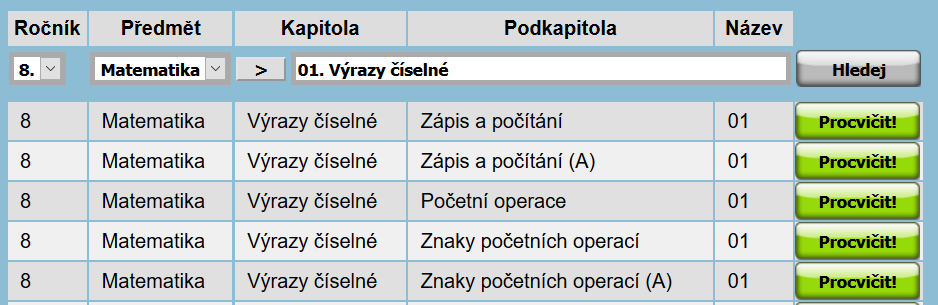 Ročník Předmět Kapitola Podkapitola Název
8. Matematika > 01. Výrazy číselné Hledej
8 Matematika Výrazy číselné Zápis a počítání 01 Procvičit!
8 Matematika Výrazy číselné Zápis a počítání (A) 01 Procvičit!
8 Matematika Výrazy číselné Početní operace 01 Procvičit!
8 Matematika Výrazy číselné Znaky početních operací 01 Procvičit!
8 Matematika Výrazy číselné Znaky početních operací (A) 01 Procvičit!